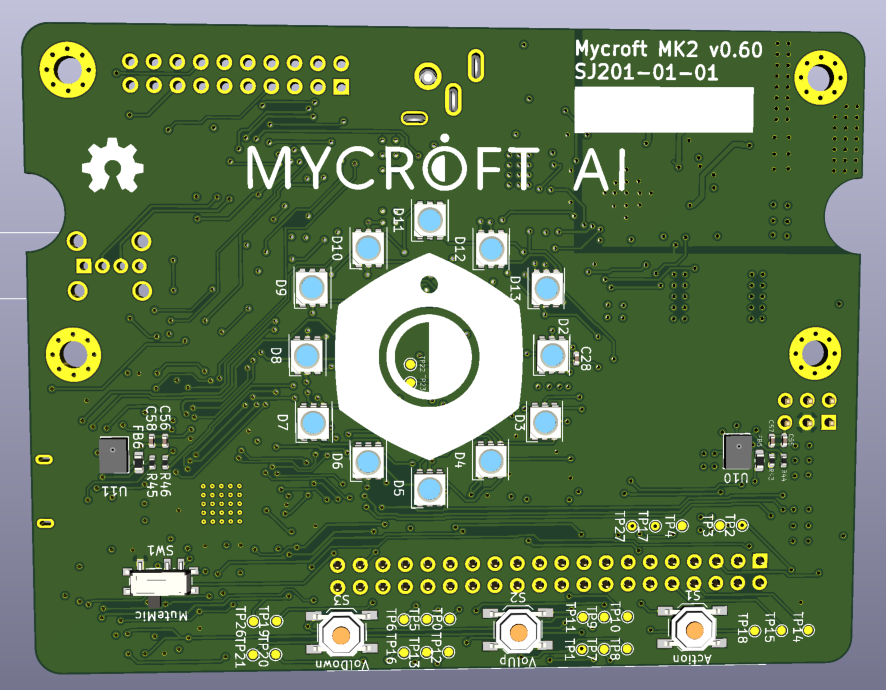 Mycroft MK2 v0.60
SJ201-01-01
MYCROFT AI
D11
D10
D12
D9
D13
D2
D8
C28
D7
D3
D6
D4
D5
C56
C58
FB6
R46
R45
U11
U10
TP27
TP17
TP4
TP3
TP2
SW1
MuteMic
S3
S2
S1
TP26
TP19
TP21
TP20
VolDown
TP6
TP5
TP0
TP16
TP13
TP12
VolUp
TP11
TP9
TP10
TP1
TP7
TP8
Action
TP18
TP15
TP14